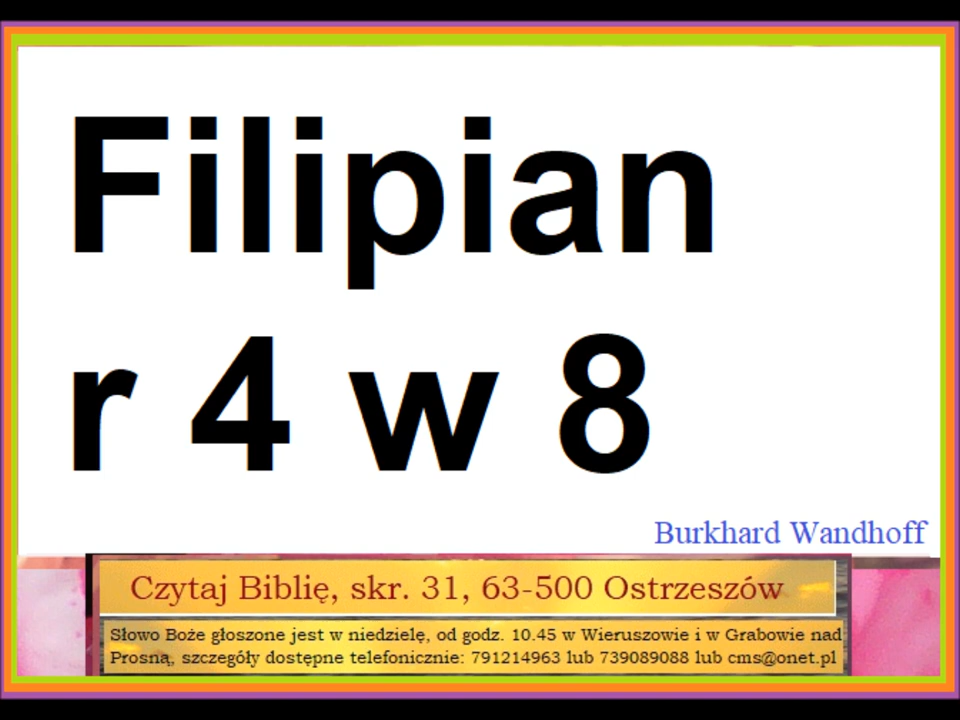 Filipian
r 4 w 8
Burkhard Wandhoff
Czytaj Biblię, skr. 31, 63-500 Ostrzeszów
Słowo Boże głoszone jest w niedzielę, od godz. 10.45 w Wieruszowie i w Grabowie nad
Prosną, szczegóły dostępne telefonicznie: 791214963 lub 739089088 lub cms@onet.pl